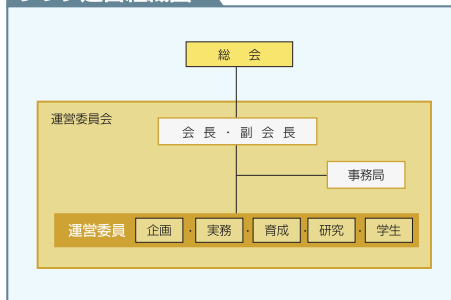 総 会
運営委員会
会 長 ・ 副 会 長
事務局
運営委員 企画 ・ 実務 ・ 育成 ・ 研究 ・ 学生